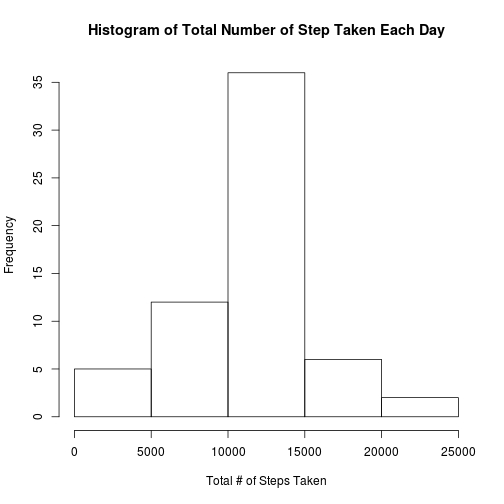 Histogram of Total Number of Step Taken Each Day
Frequency
35
30
25
20
15
10
5
0
0 5000 10000 15000 20000 25000
Total # of Steps Taken